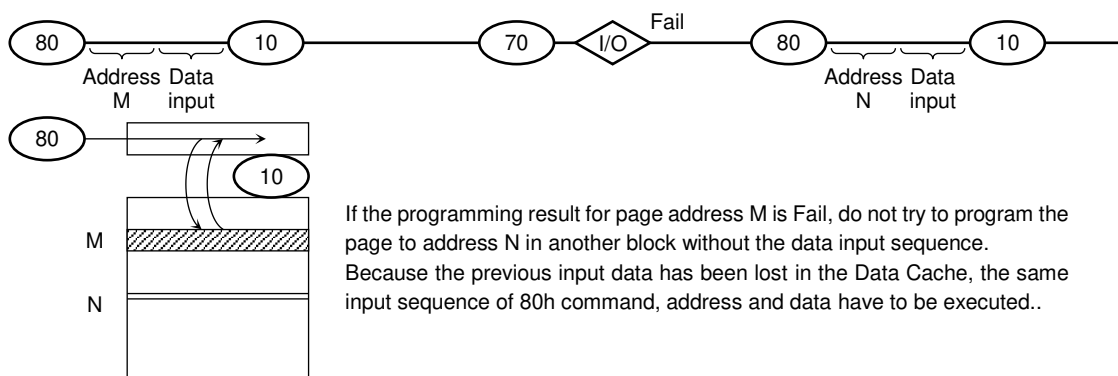 80 10 70 I/O Fail 80 10
Address Data Address Data
M input N input
80
10
M
N
If the programming result for page address M is Fail, do not try to program the
page to address N in another block without the data input sequence.
Because the previous input data has been lost in the Data Cache, the same
input sequence of 80h command, address and data have to be executed..